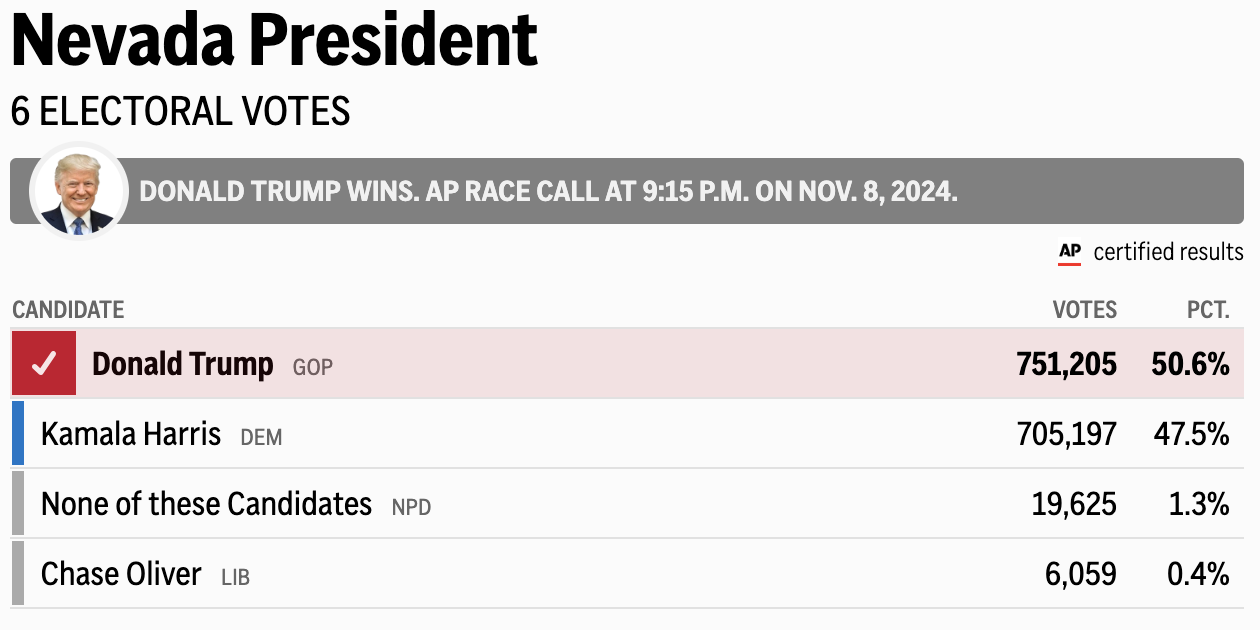 Nevada President
6 ELECTORAL VOTES
DONALD TRUMP WINS. AP RACE CALL AT 9:15 P.M. ON NOV. 8, 2024.
AP certified results
CANDIDATE VOTES PCT.
Donald Trump GOP 751,205 50.6%
Kamala Harris DEM 705,197 47.5%
None of these Candidates NPD 19,625 1.3%
Chase Oliver LIB 6,059 0.4%